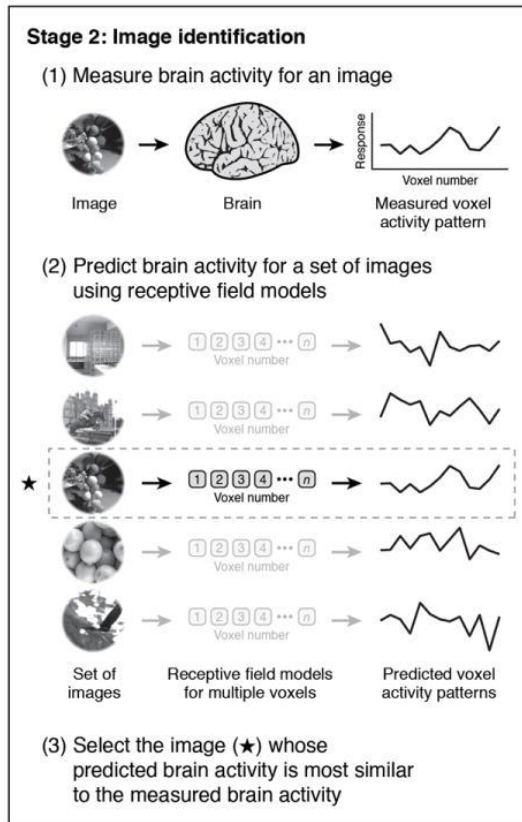 Stage 2: Image identification
(1) Measure brain activity for an image
Response
Voxel number
Image
Brain
Measured voxel
activity pattern
(2) Predict brain activity for a set of images
using receptive field models
1 2 3 4 ••• n
Voxel number
1 2 3 4 ••• n
Voxel number
★
1 2 3 4 ••• n
Voxel number
1 2 3 4 ••• n
Voxel number
1 2 3 4 ••• n
Voxel number
Set of
images
Receptive field models
for multiple voxels
Predicted voxel
activity patterns
(3) Select the image (★) whose
predicted brain activity is most similar
to the measured brain activity